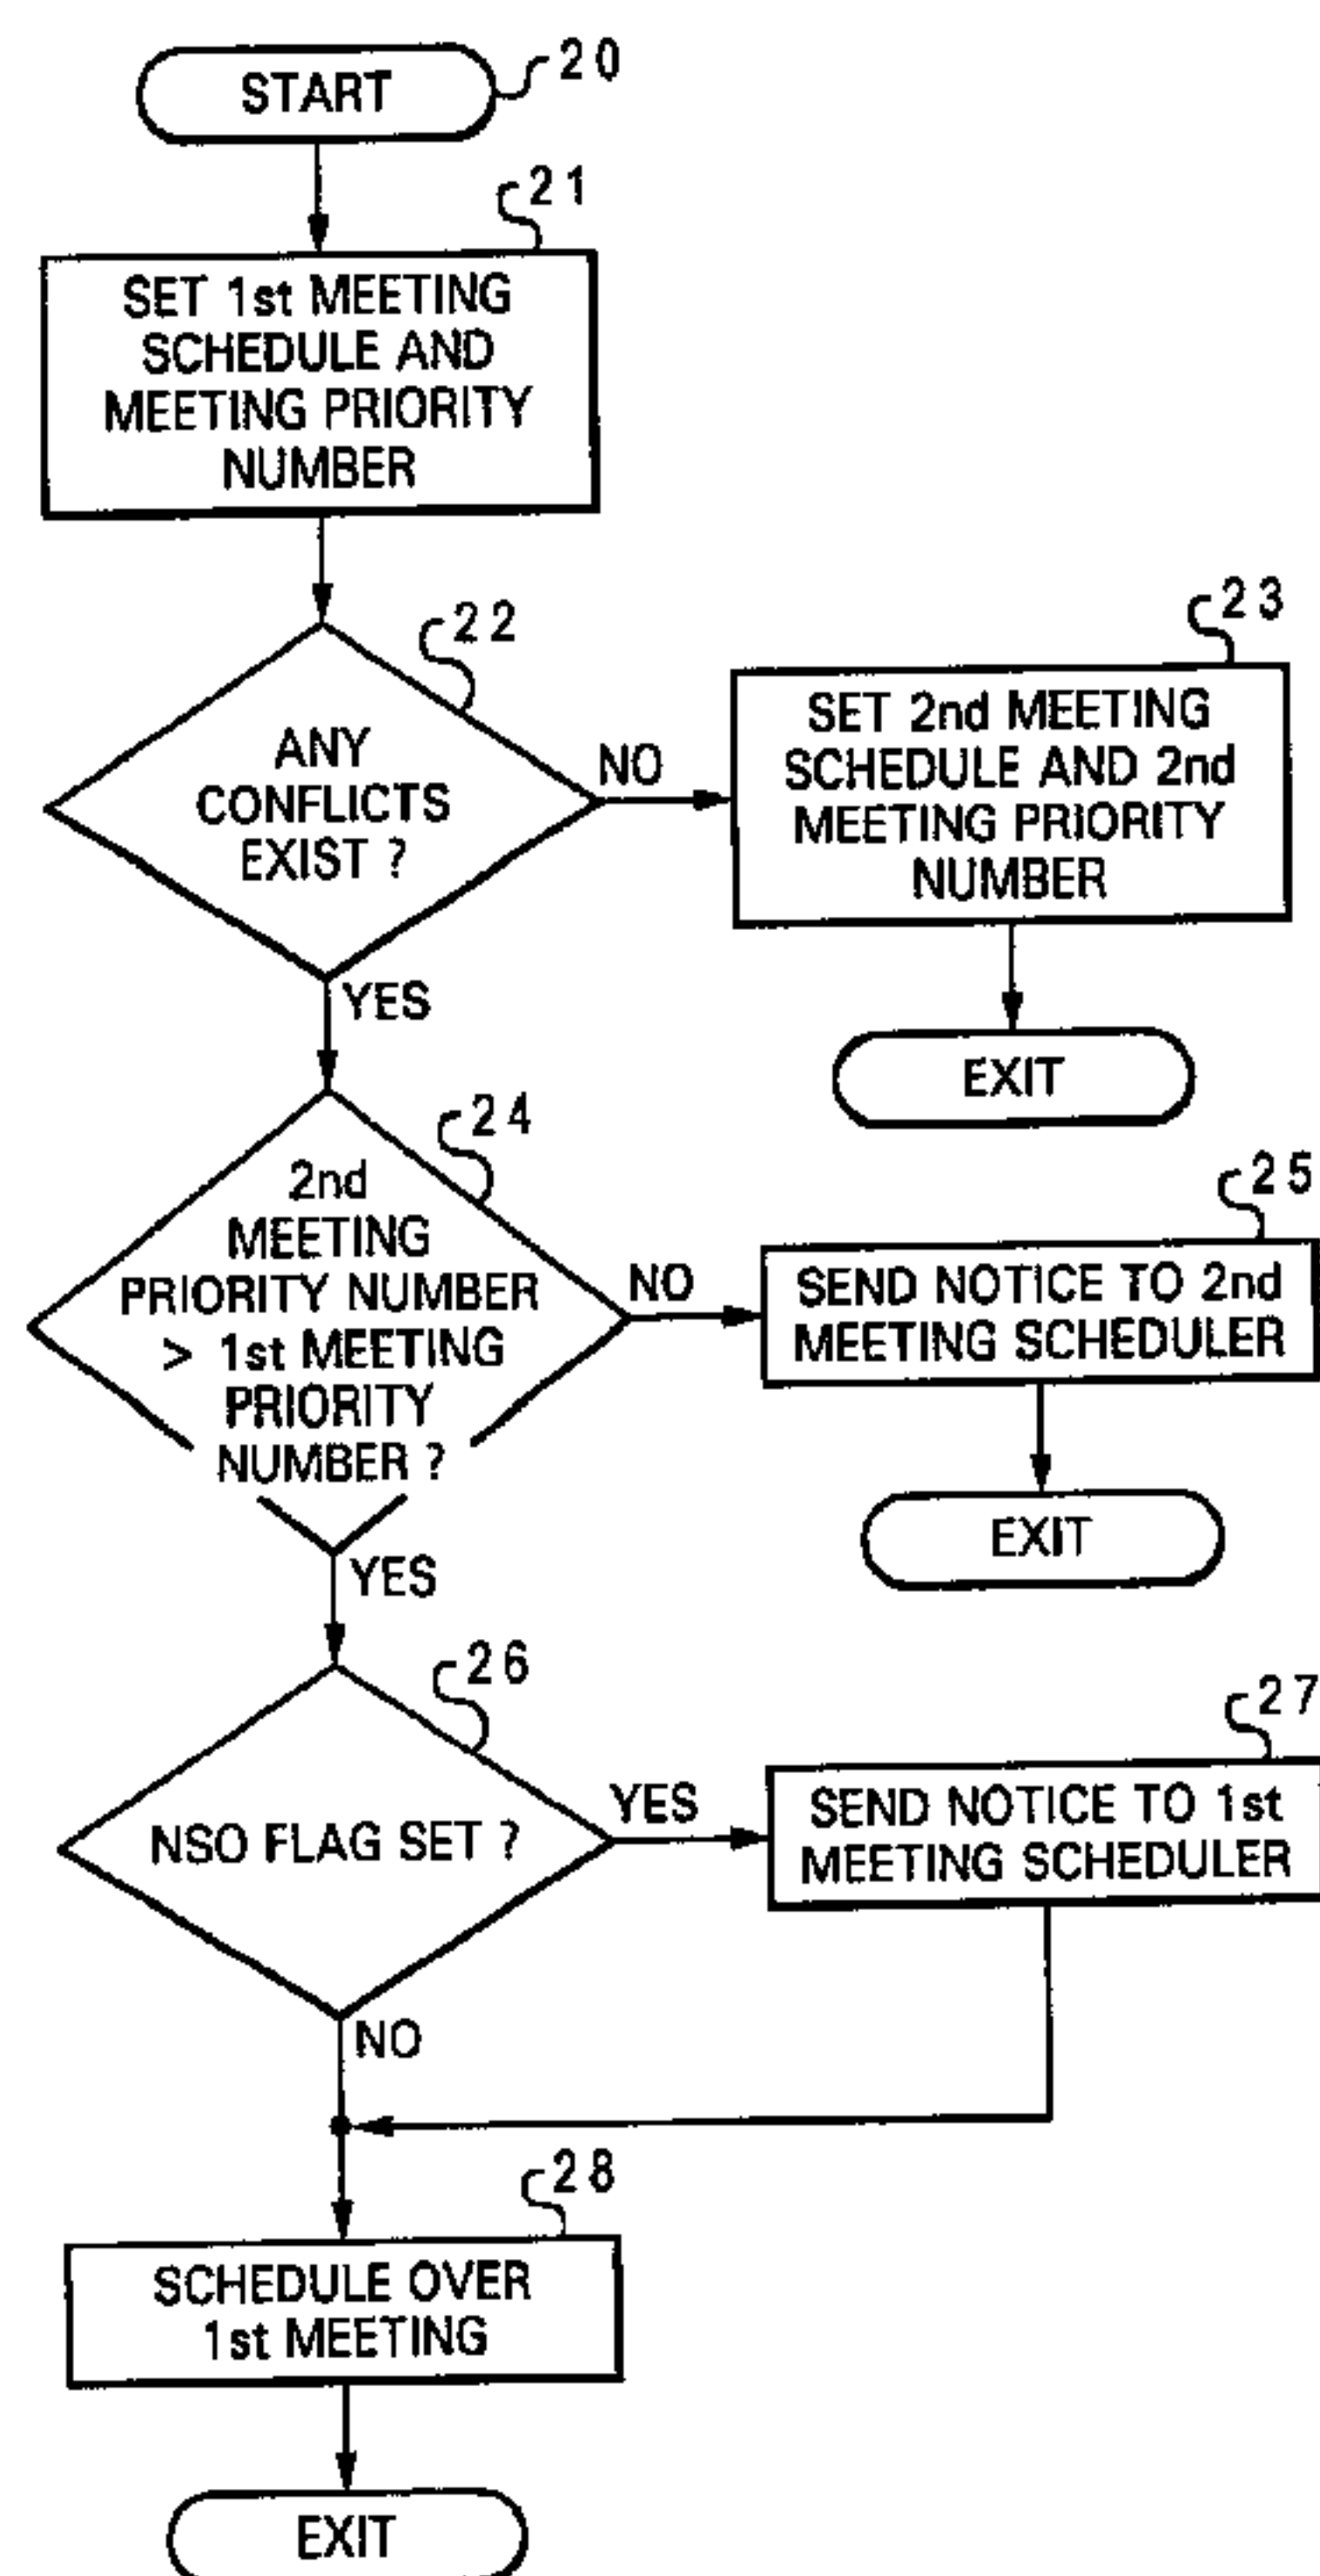 START
20
21
SET 1st MEETING
SCHEDULE AND
MEETING PRIORITY
NUMBER
22
ANY
CONFLICTS
EXIST ?
NO
YES
23
SET 2nd MEETING
SCHEDULE AND 2nd
MEETING PRIORITY
NUMBER
EXIT
24
2nd
MEETING
PRIORITY NUMBER
> 1st MEETING
PRIORITY
NUMBER ?
NO
YES
25
SEND NOTICE TO 2nd
MEETING SCHEDULER
EXIT
26
NSO FLAG SET ?
YES
NO
27
SEND NOTICE TO 1st
MEETING SCHEDULER
28
SCHEDULE OVER
1st MEETING
EXIT